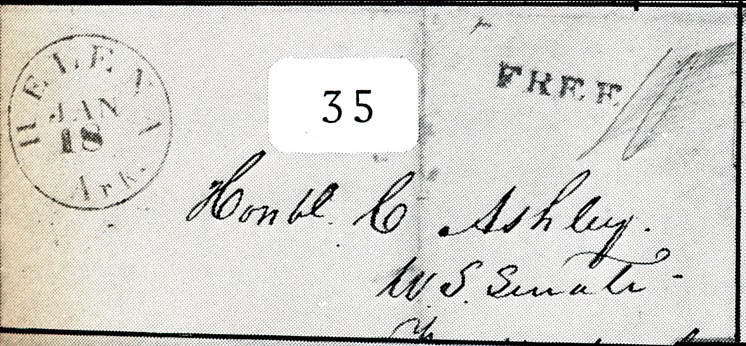 HELENA
JAN
18
Ark.
35
FREE
Honbl. C Ashley.
U.S. Senate